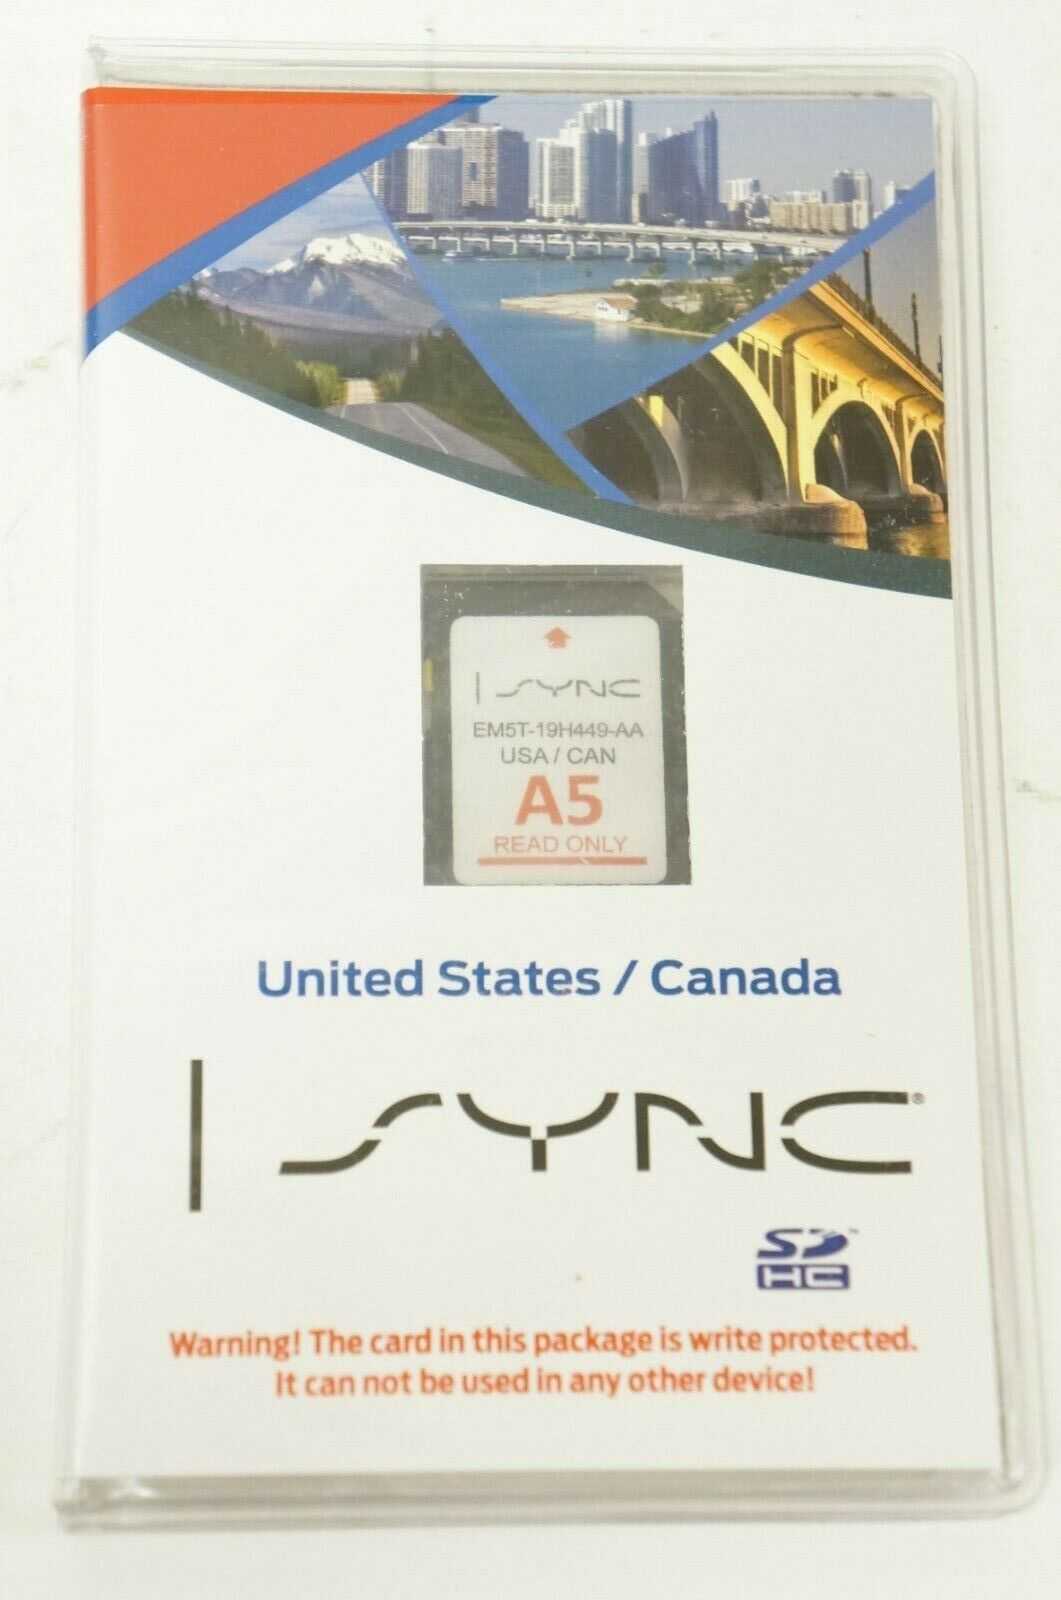 SYNC
EM5T-19H449-AA
USA / CAN
A5
READ ONLY
United States / Canada
SYNC®
SD™
HC
Warning! The card in this package is write protected.
It can not be used in any other device!